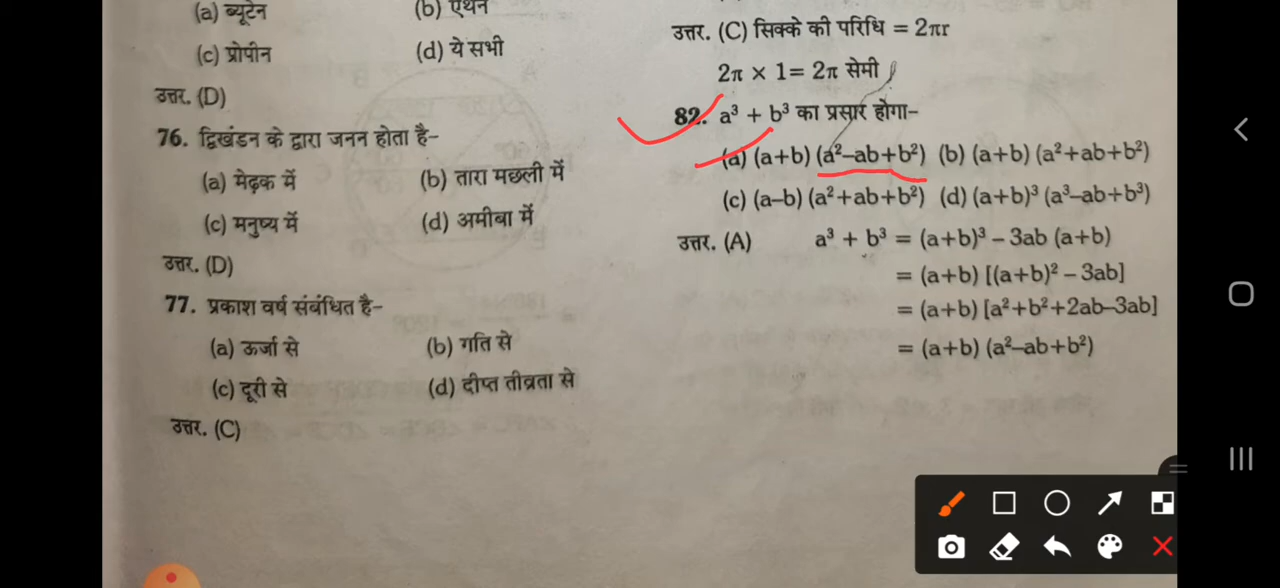 (a) ब्यूटेन (b) एथेन
(c) प्रोपीन (d) ये सभी
उत्तर. (D)
76. द्विखंडन के द्वारा जनन होता है-
(a) मेढ़क में (b) तारा मछली में
(c) मनुष्य में (d) अमीबा में
उत्तर. (D)
77. प्रकाश वर्ष संबंधित है-
(a) ऊर्जा से (b) गति से
(c) दूरी से (d) दीप्त तीव्रता से
उत्तर. (C)
उत्तर. (C) सिक्के की परिधि = 2πr
2π × 1= 2π सेमी
82. a³ + b³ का प्रसार होगा-
(a) (a+b) (a²–ab+b²) (b) (a+b) (a²+ab+b²)
(c) (a–b) (a²+ab+b²) (d) (a+b)³ (a³–ab+b³)
उत्तर. (A) a³ + b³ = (a+b)³ – 3ab (a+b)
= (a+b) [(a+b)² – 3ab]
= (a+b) [a²+b²+2ab–3ab]
= (a+b) (a²–ab+b²)